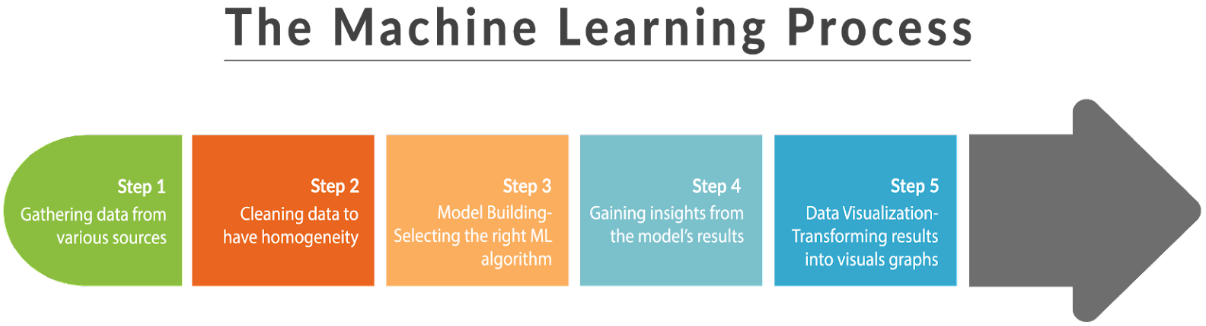 The Machine Learning Process
Step 1
Gathering data from
various sources
Step 2
Cleaning data to
have homogeneity
Step 3
Model Building-
Selecting the right ML
algorithm
Step 4
Gaining insights from
the model's results
Step 5
Data Visualization-
Transforming results
into visuals graphs